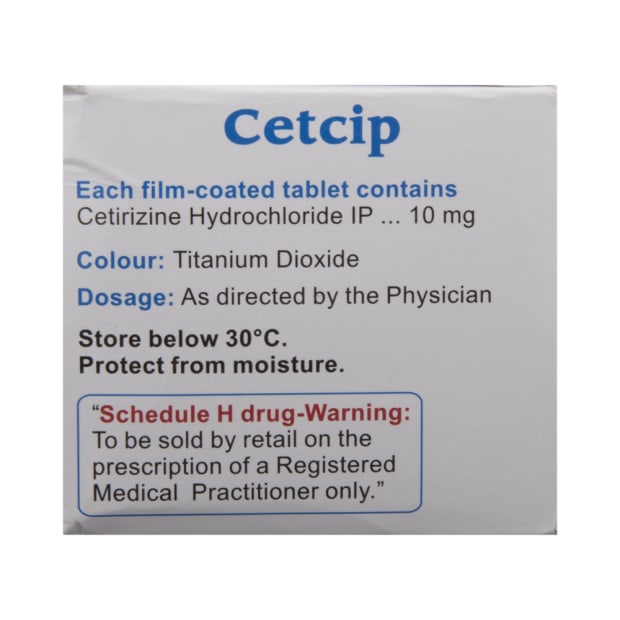 Cetcip
Each film-coated tablet contains
Cetirizine Hydrochloride IP ... 10 mg
Colour: Titanium Dioxide
Dosage: As directed by the Physician
Store below 30°C.
Protect from moisture.
“Schedule H drug-Warning:
To be sold by retail on the
prescription of a Registered
Medical Practitioner only.”